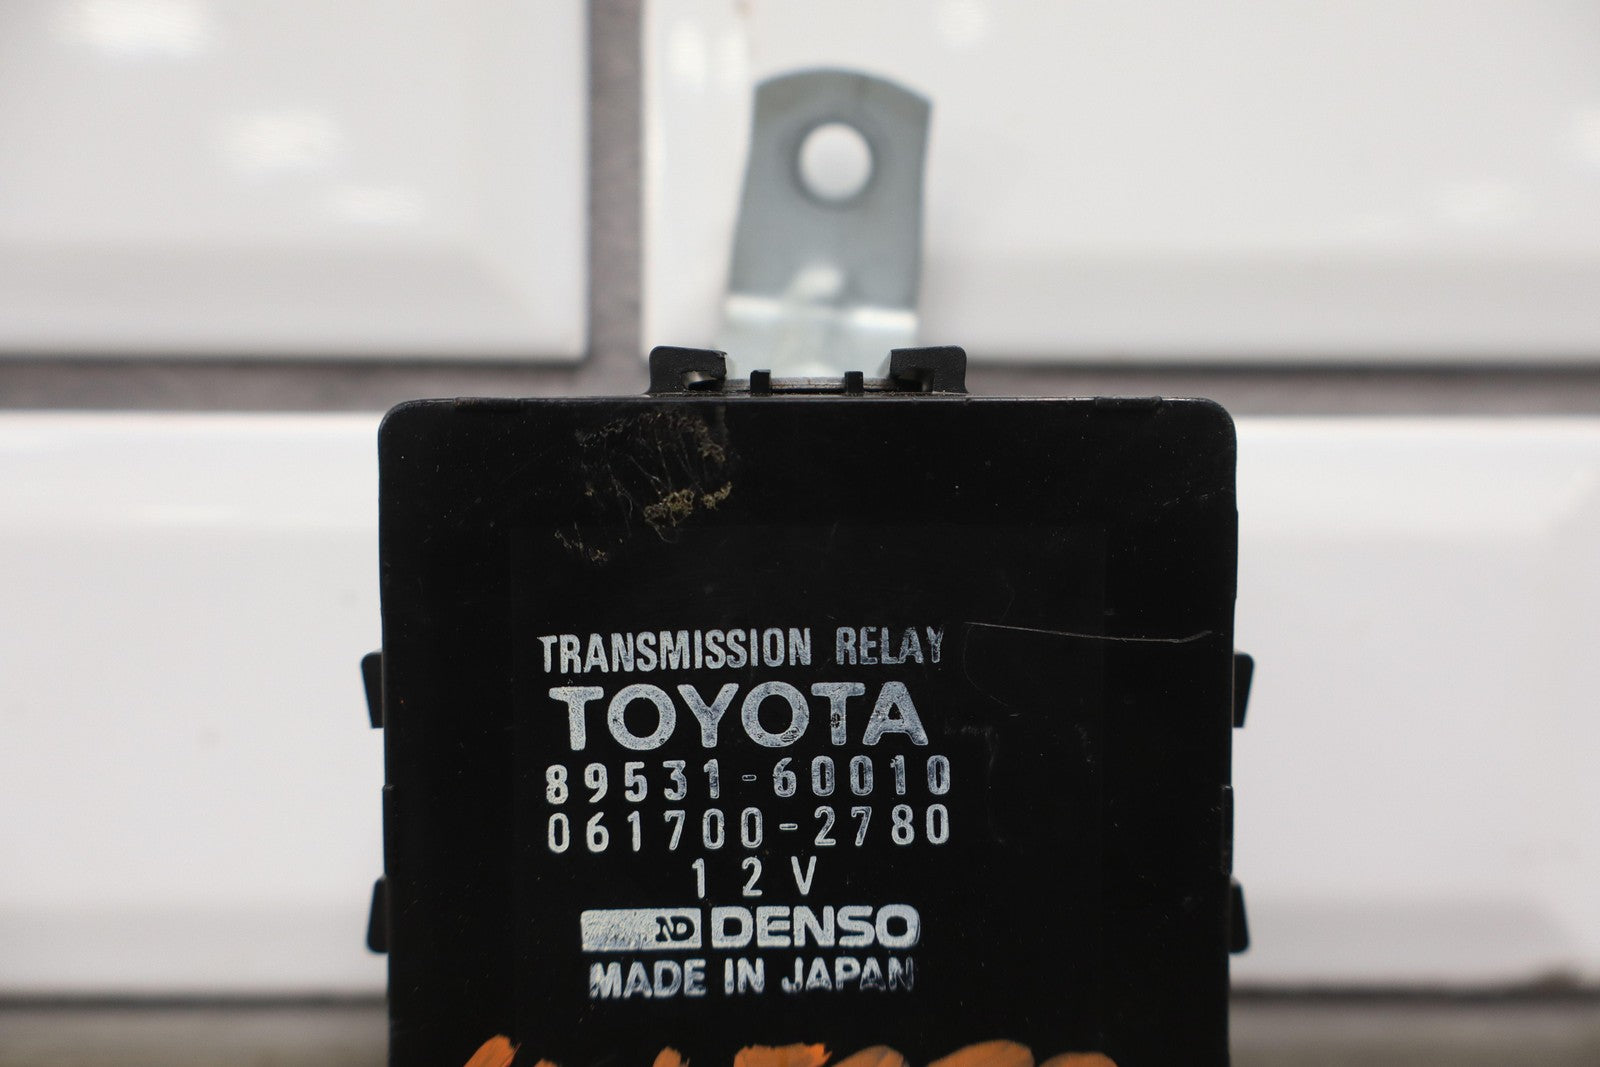 TRANSMISSION RELAY
TOYOTA
89531-60010
061700-2780
12V
ND DENSO
MADE IN JAPAN